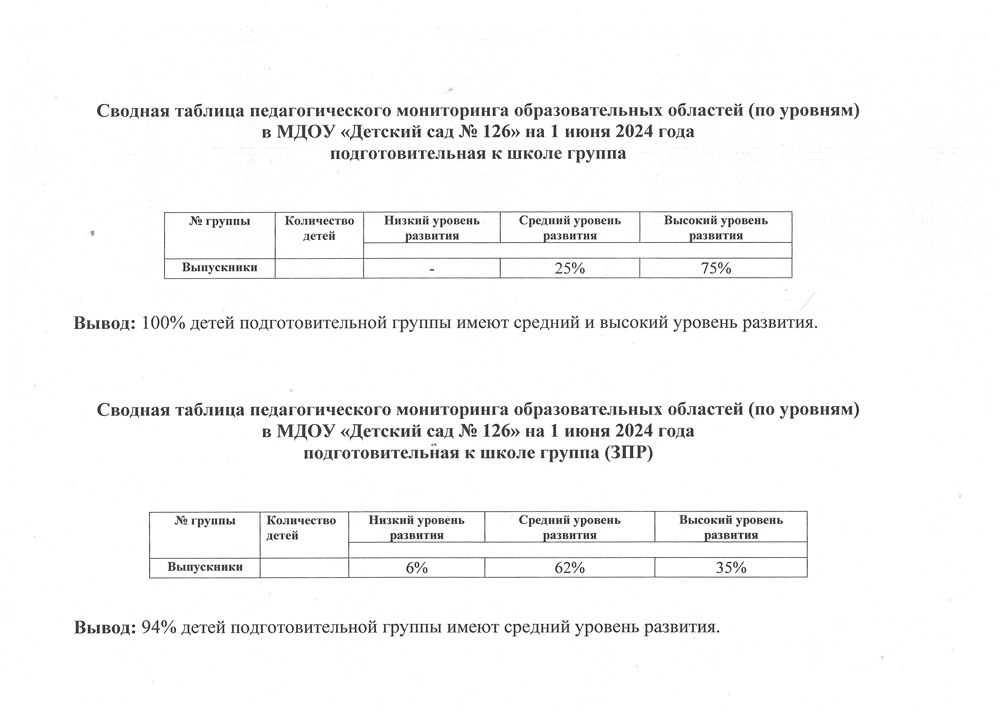 Сводная таблица педагогического мониторинга образовательных областей (по уровням)
в МДОУ «Детский сад № 126» на 1 июня 2024 года
подготовительная к школе группа
№ группы Количество детей Низкий уровень развития Средний уровень развития Высокий уровень развития
Выпускники - 25% 75%
Вывод: 100% детей подготовительной группы имеют средний и высокий уровень развития.
Сводная таблица педагогического мониторинга образовательных областей (по уровням)
в МДОУ «Детский сад № 126» на 1 июня 2024 года
подготовительная к школе группа (ЗПР)
№ группы Количество детей Низкий уровень развития Средний уровень развития Высокий уровень развития
Выпускники 6% 62% 35%
Вывод: 94% детей подготовительной группы имеют средний уровень развития.